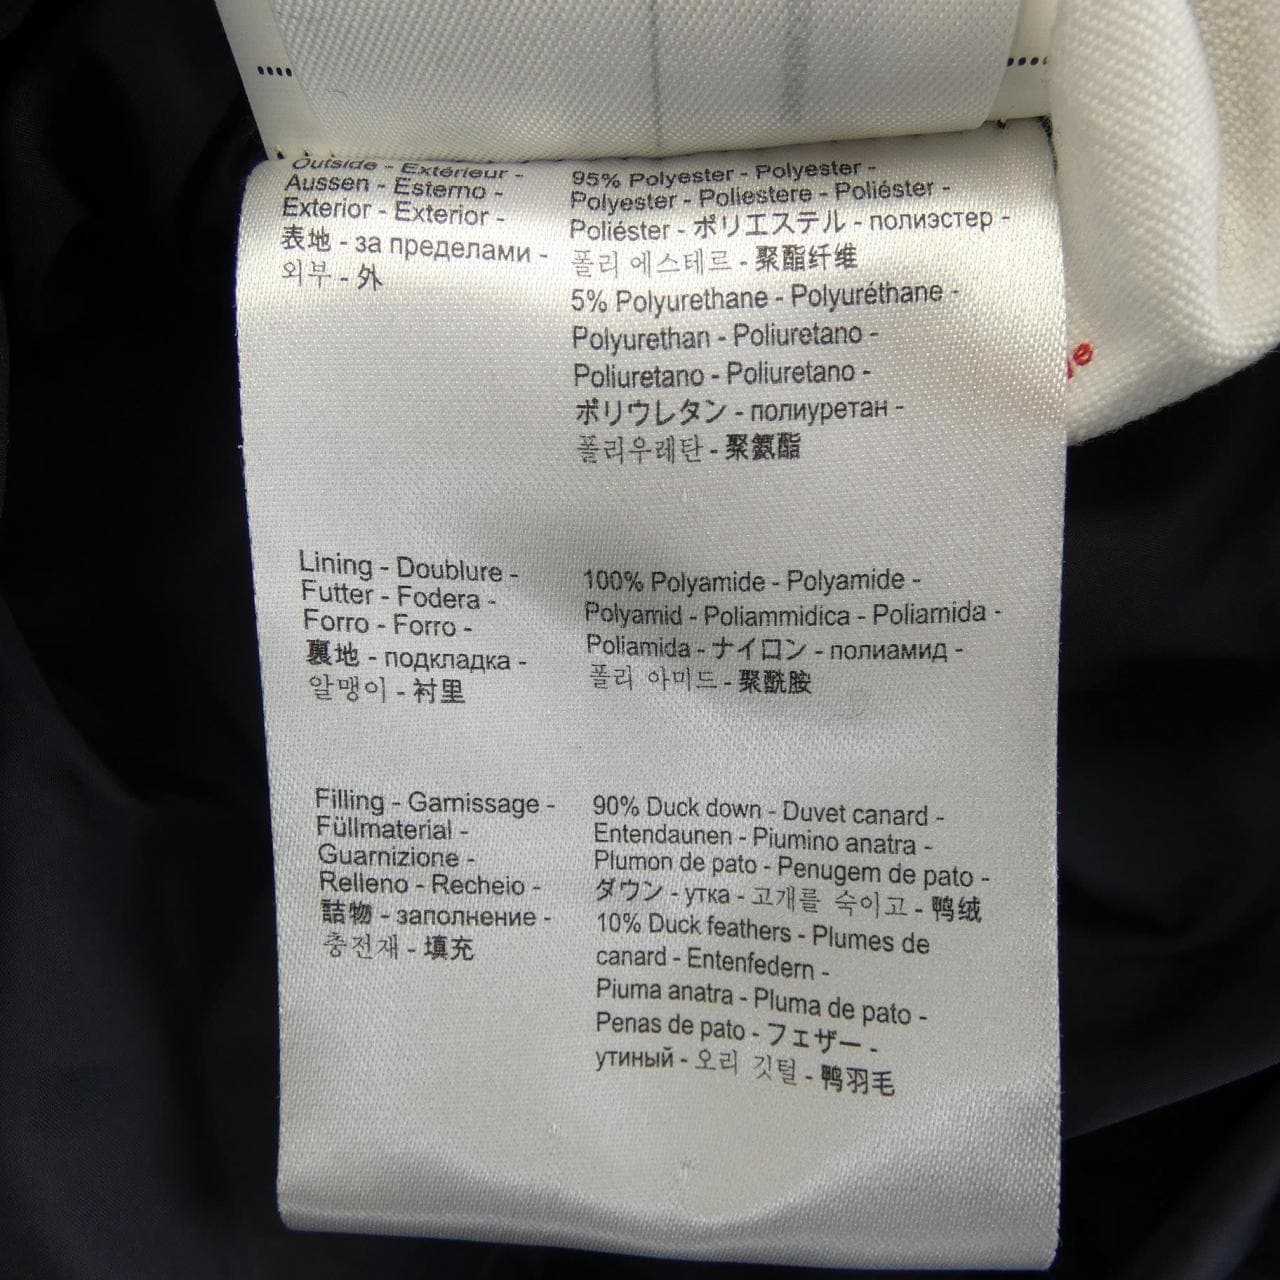 Outside - Extérieur -
Aussen - Esterno -
Exterior - Exterior -
表地 - за пределами -
외부 - 外
95% Polyester - Polyester -
Polyester - Poliestere - Poliéster -
Poliéster - ポリエステル - полиэстер -
폴리 에스테르 - 聚酯纤维
5% Polyurethane - Polyuréthane -
Polyurethan - Poliuretano -
Poliuretano - Poliuretano -
ポリウレタン - полиуретан -
폴리우레탄 - 聚氨酯
Lining - Doublure -
Futter - Fodera -
Forro - Forro -
裏地 - подкладка -
알맹이 - 衬里
100% Polyamide - Polyamide -
Polyamid - Poliammidica - Poliamida -
Poliamida - ナイロン - полиамид -
폴리 아미드 - 聚酰胺
Filling - Garnissage -
Füllmaterial -
Guarnizione -
Relleno - Recheio -
詰物 - заполнение -
충전재 - 填充
90% Duck down - Duvet canard -
Entendaunen - Piumino anatra -
Plumon de pato - Penugem de pato -
ダウン - утка - 고개를 숙이고 - 鸭绒
10% Duck feathers - Plumes de
canard - Entenfedern -
Piuma anatra - Pluma de pato -
Penas de pato - フェザー -
утиный - 오리 깃털 - 鸭羽毛